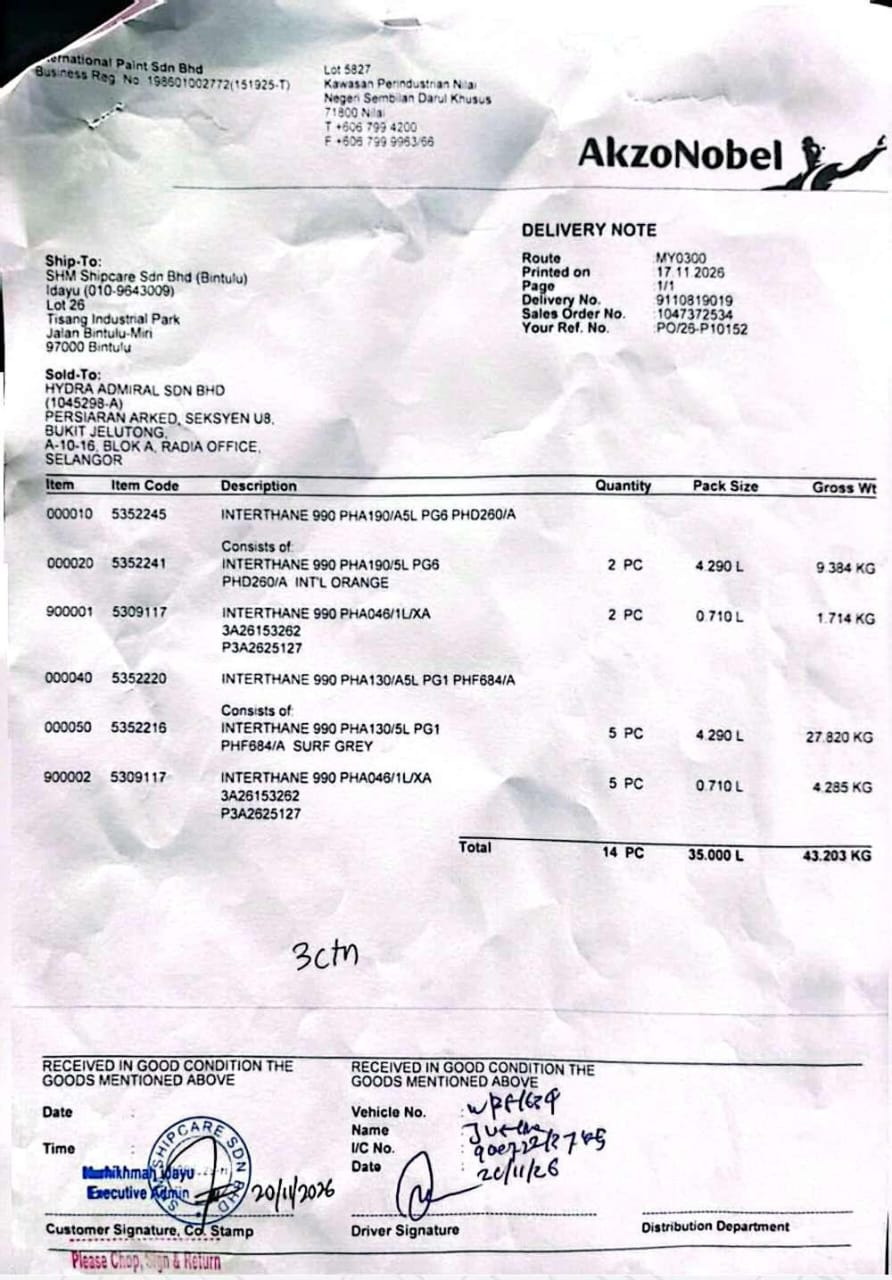 ernational Paint Sdn Bhd
Business Reg. No 198601002772(151925-T)
Lot 5827
Kawasan Perindustrian Nilai
Negeri Sembilan Darul Khusus
71800 Nilai
T +606 799 4200
F +606 799 9963/66
AkzoNobel
DELIVERY NOTE
Route MY0300
Printed on 17.11.2026
Page 1/1
Delivery No. 9110819019
Sales Order No. 1047372534
Your Ref. No. PO/26-P10152
Ship-To:
SHM Shipcare Sdn Bhd (Bintulu)
Idayu (010-9643009)
Lot 26
Tisang Industrial Park
Jalan Bintulu-Miri
97000 Bintulu
Sold-To:
HYDRA ADMIRAL SDN BHD
(1045298-A)
PERSIARAN ARKED, SEKSYEN U8,
BUKIT JELUTONG,
A-10-16, BLOK A, RADIA OFFICE,
SELANGOR
Item Item Code Description Quantity Pack Size Gross Wt
000010 5352245 INTERTHANE 990 PHA190/A5L PG6 PHD260/A
Consists of
000020 5352241 INTERTHANE 990 PHA190/5L PG6 2 PC 4.290 L 9.384 KG
PHD260/A INT'L ORANGE
900001 5309117 INTERTHANE 990 PHA046/1L/XA 2 PC 0.710 L 1.714 KG
3A26153262
P3A2625127
000040 5352220 INTERTHANE 990 PHA130/A5L PG1 PHF684/A
Consists of
000050 5352216 INTERTHANE 990 PHA130/5L PG1 5 PC 4.290 L 27.820 KG
PHF684/A SURF GREY
900002 5309117 INTERTHANE 990 PHA046/1L/XA 5 PC 0.710 L 4.285 KG
3A26153262
P3A2625127
Total 14 PC 35.000 L 43.203 KG
3ctn
RECEIVED IN GOOD CONDITION THE
GOODS MENTIONED ABOVE
Date :
Time :
SHIPCARE SDN BHD
Idayu
Executive Admin
20/11/2026
Customer Signature, Co. Stamp
Please Chop, Sign & Return
RECEIVED IN GOOD CONDITION THE
GOODS MENTIONED ABOVE
Vehicle No. :
Name :
I/C No. :
Date : 20/11/26
Driver Signature
Distribution Department